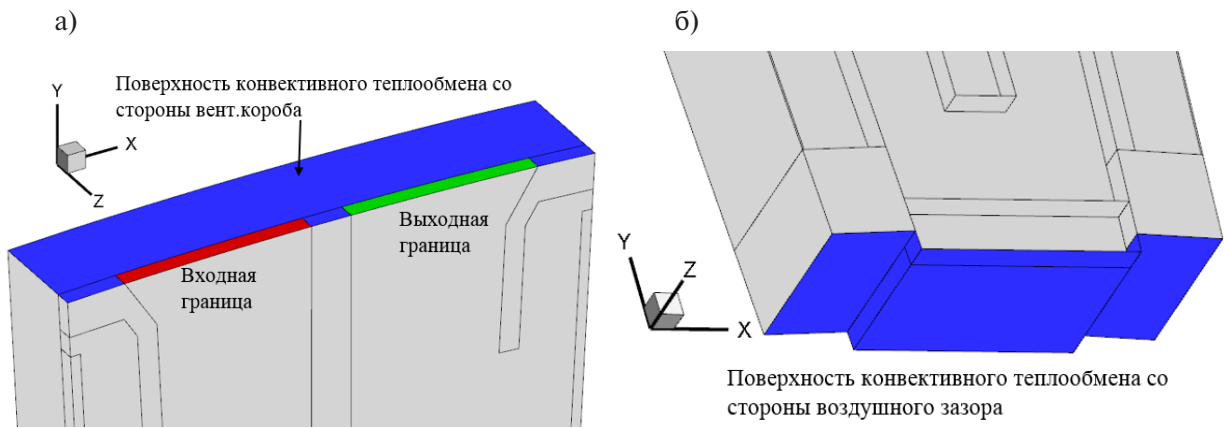 а)
Поверхность конвективного теплообмена со
стороны вент.короба
Y
X
Z
Входная
граница
Выходная
граница
б)
Y
Z
X
Поверхность конвективного теплообмена со
стороны воздушного зазора